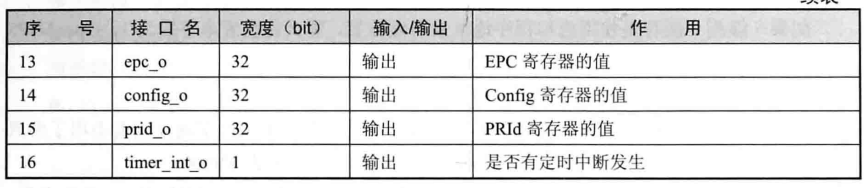 序 号 接 口 名 宽度（bit） 输入/输出 作 用
13 epc_o 32 输出 EPC 寄存器的值
14 config_o 32 输出 Config 寄存器的值
15 prid_o 32 输出 PRId 寄存器的值
16 timer_int_o 1 输出 是否有定时中断发生